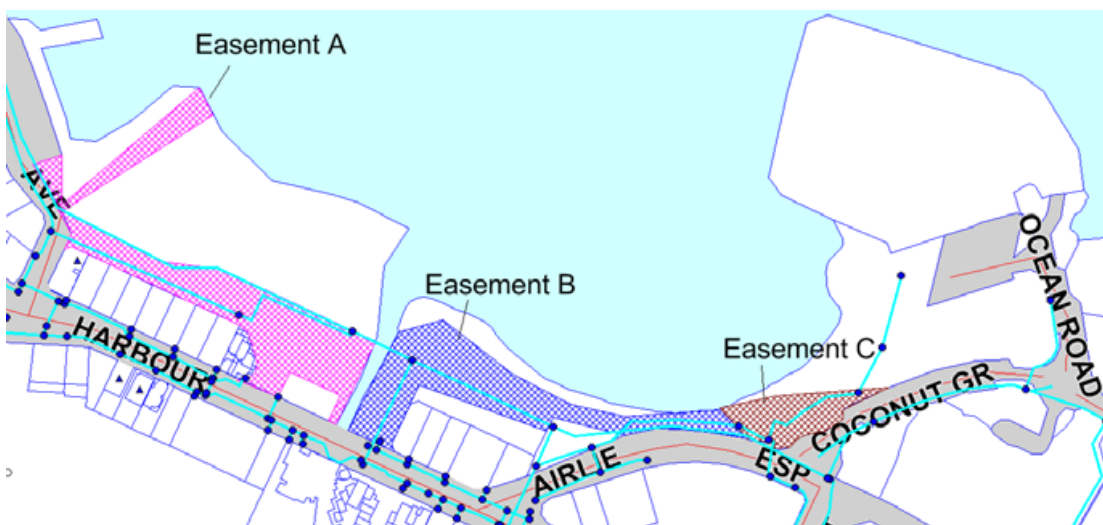 Easement A
AVE
Easement B
HARBOUR
Easement C
OCEAN ROAD
COCONUT GR
AIRLIE
ESP